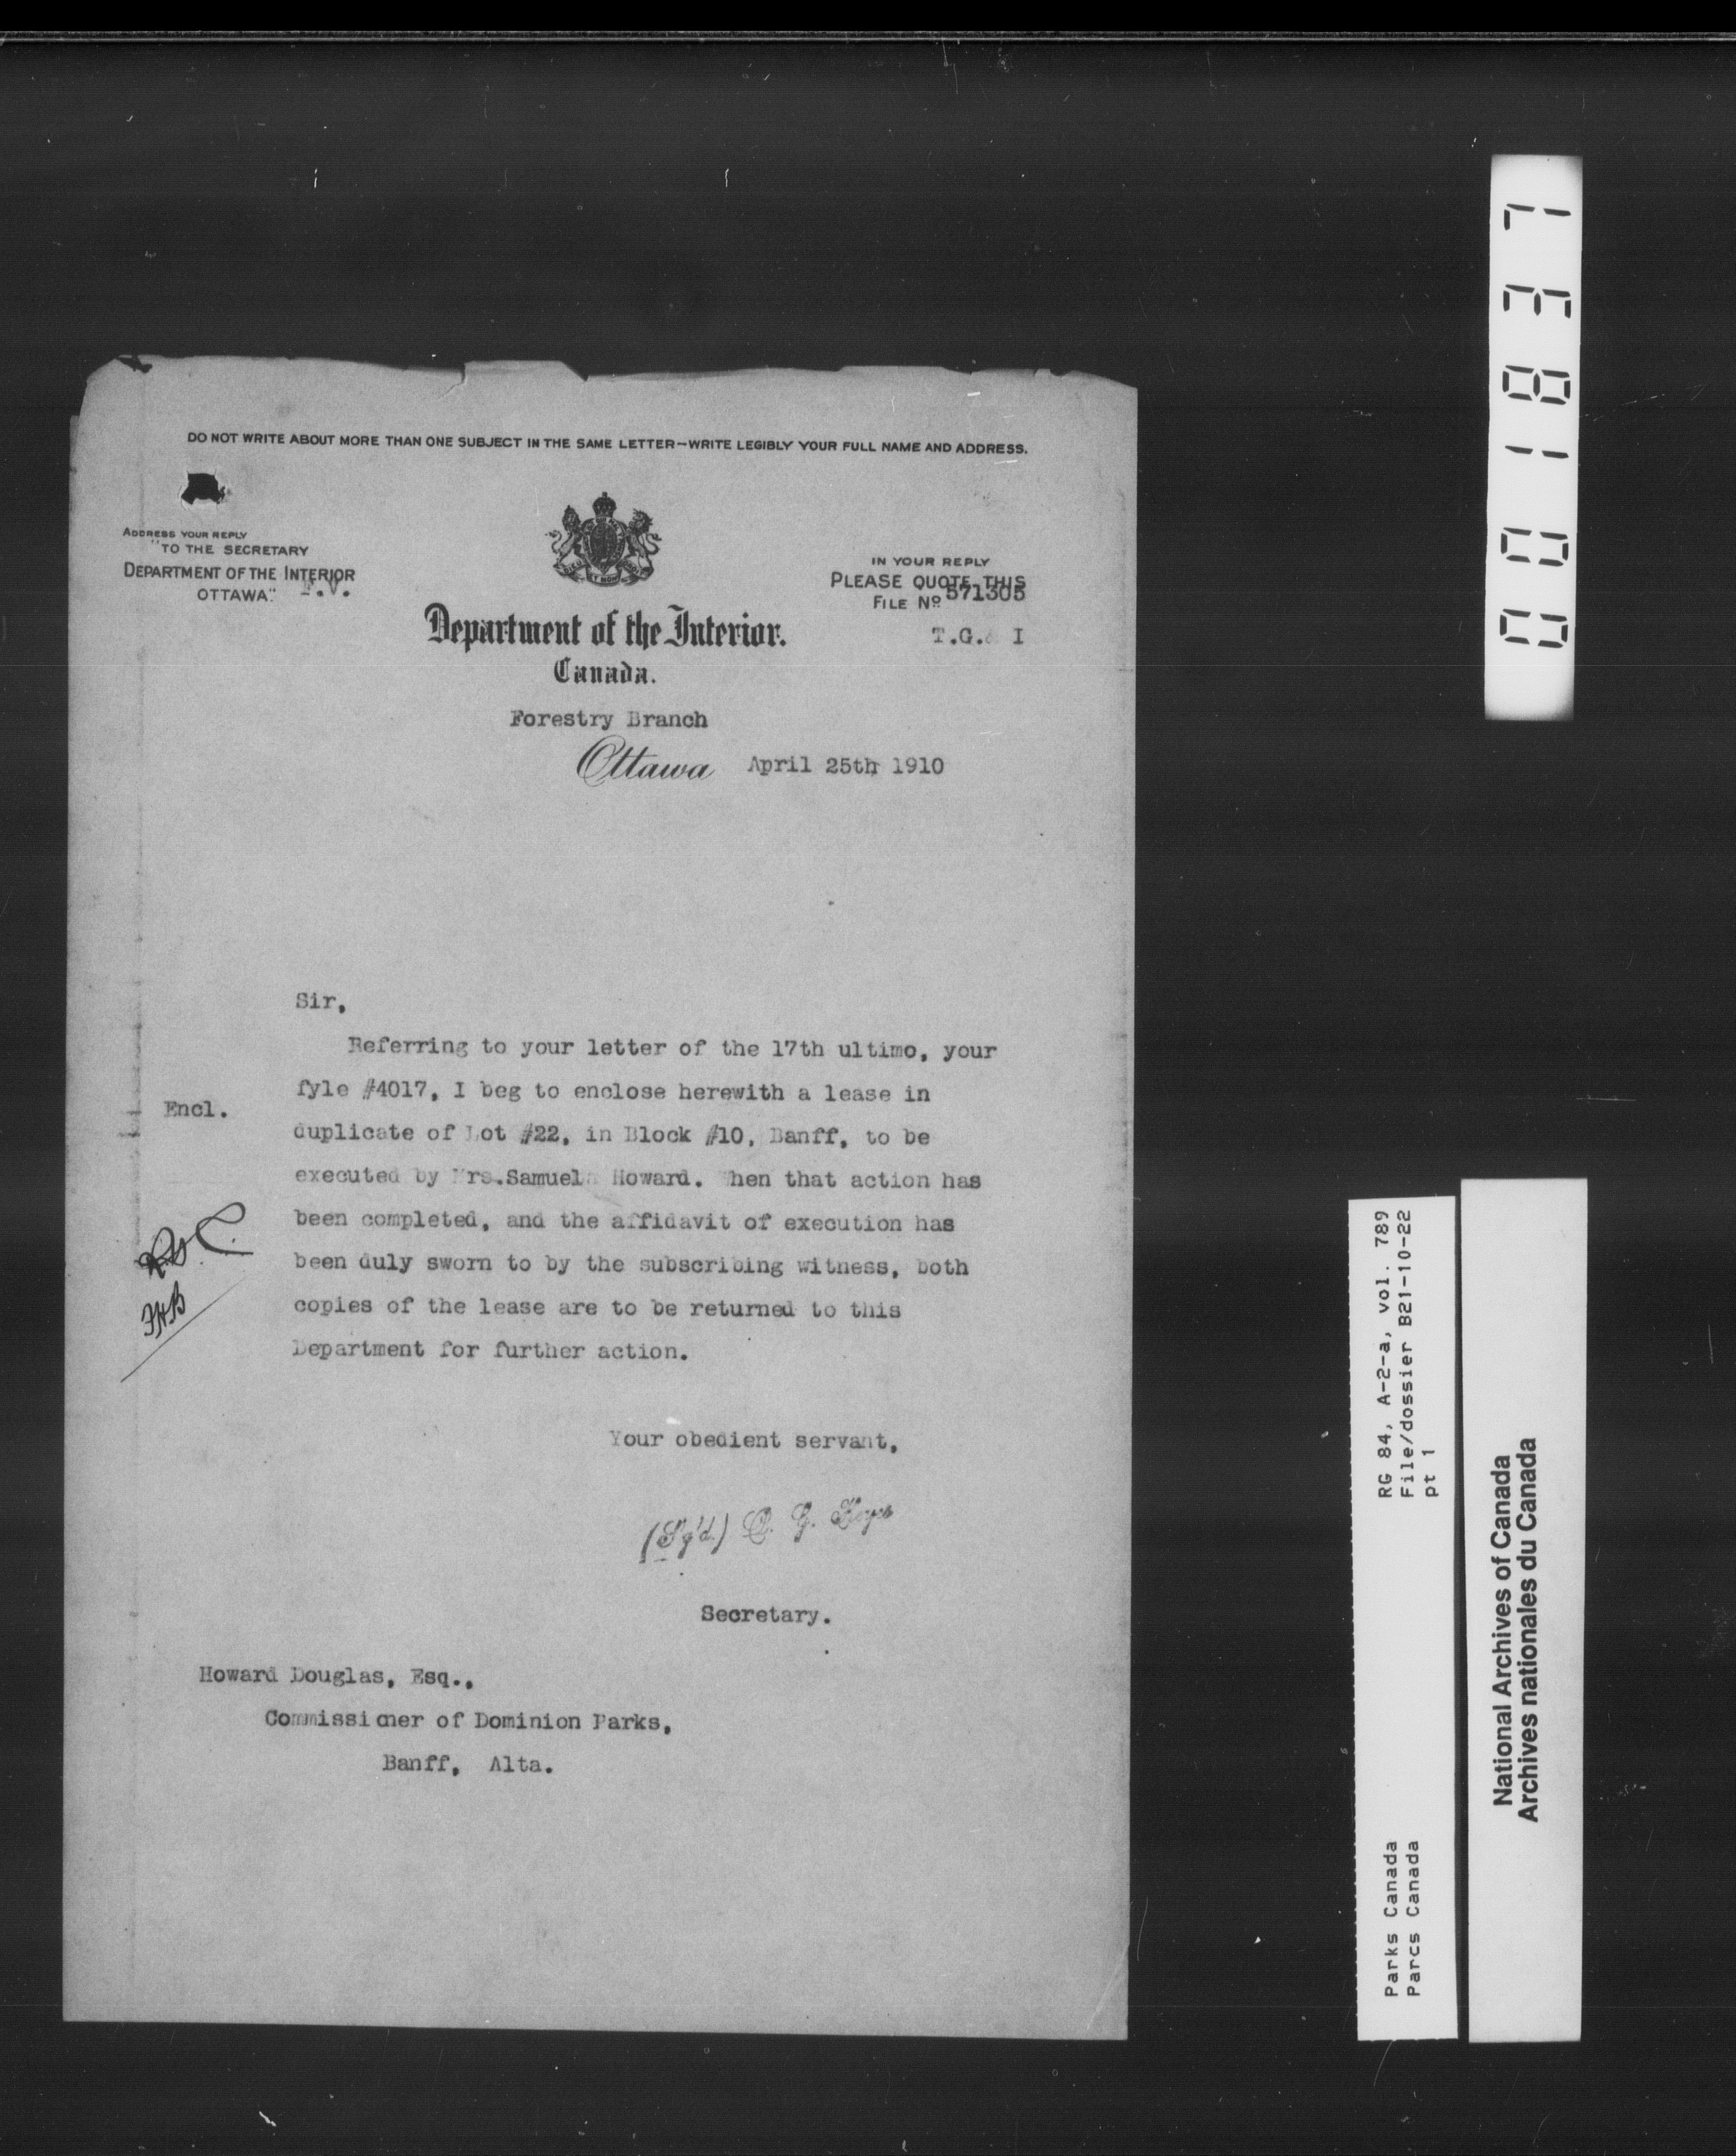 DO NOT WRITE ABOUT MORE THAN ONE SUBJECT IN THE SAME LETTER—WRITE LEGIBLY YOUR FULL NAME AND ADDRESS.
ADDRESS YOUR REPLY
"TO THE SECRETARY
DEPARTMENT OF THE INTERIOR
OTTAWA."
F.V.
IN YOUR REPLY
PLEASE QUOTE THIS
FILE No 571305
T.G.& I
Department of the Interior.
Canada.
Forestry Branch
Ottawa April 25th 1910
Sir,
Referring to your letter of the 17th ultimo, your
fyle #4017, I beg to enclose herewith a lease in
Encl.
duplicate of Lot #22, in Block #10, Banff, to be
executed by Mrs.Samuel Howard. When that action has
been completed, and the affidavit of execution has
been duly sworn to by the subscribing witness, both
copies of the lease are to be returned to this
Department for further action.
Your obedient servant,
(Sg'd.) G. Keyes
Secretary.
Howard Douglas, Esq.,
Commissioner of Dominion Parks,
Banff, Alta.
001837
RG 84, A-2-a, vol. 789
File/dossier B21-10-22
pt 1
Parks Canada
Parcs Canada
National Archives of Canada
Archives nationales du Canada